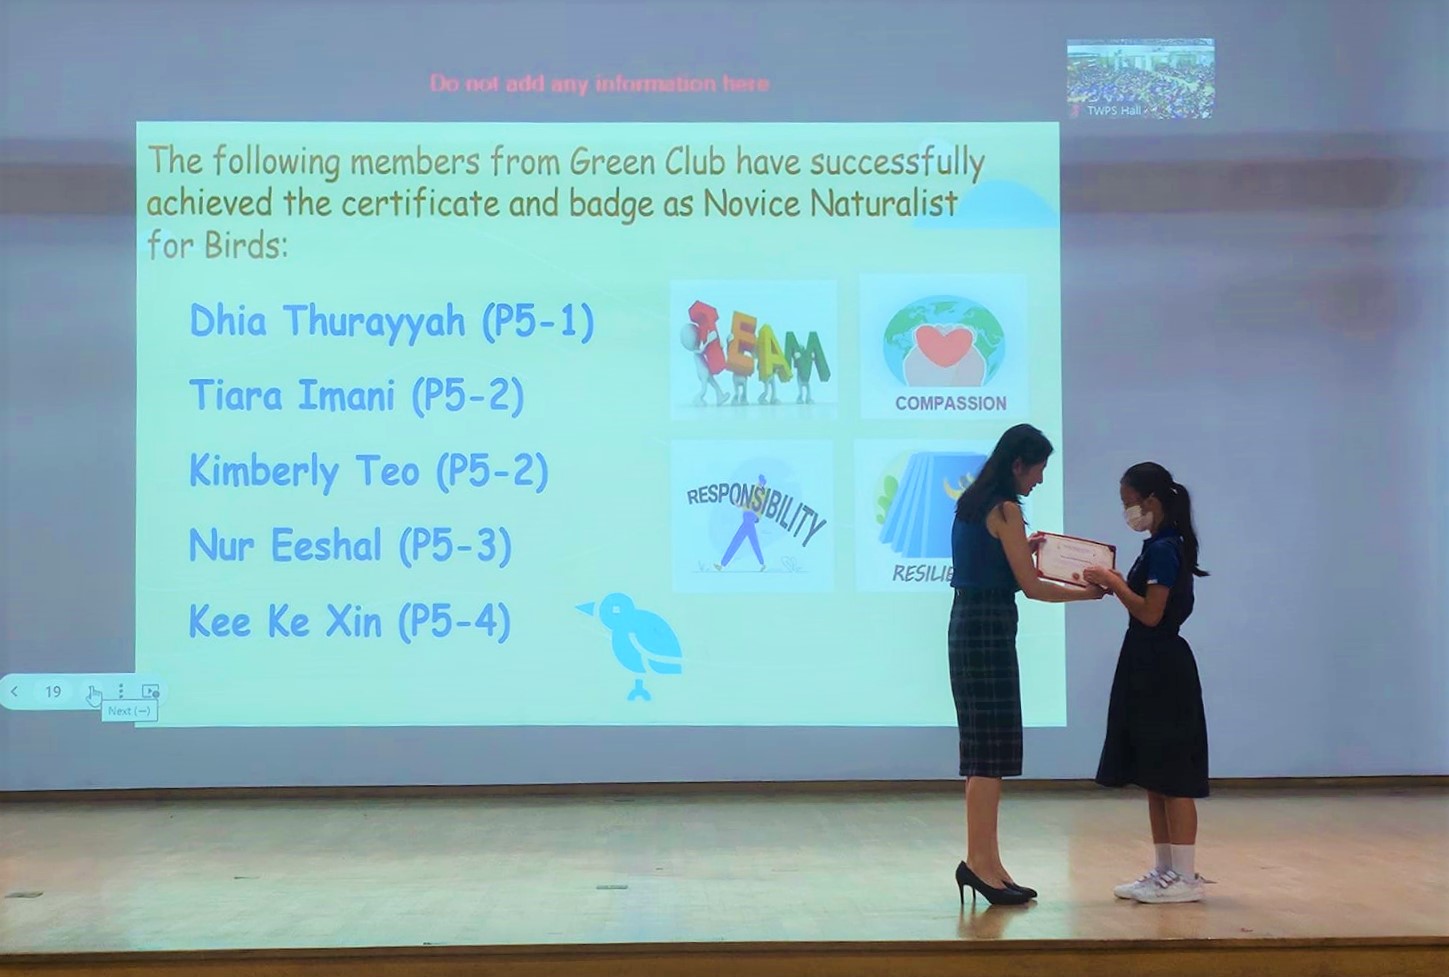 Do not add any information here
TWPS Hall
The following members from Green Club have successfully
achieved the certificate and badge as Novice Naturalist
for Birds:
Dhia Thurayyah (P5-1)
Tiara Imani (P5-2)
Kimberly Teo (P5-2)
Nur Eeshal (P5-3)
Kee Ke Xin (P5-4)
TEAM
COMPASSION
RESPONSIBILITY
RESILIE
19
Next (→)